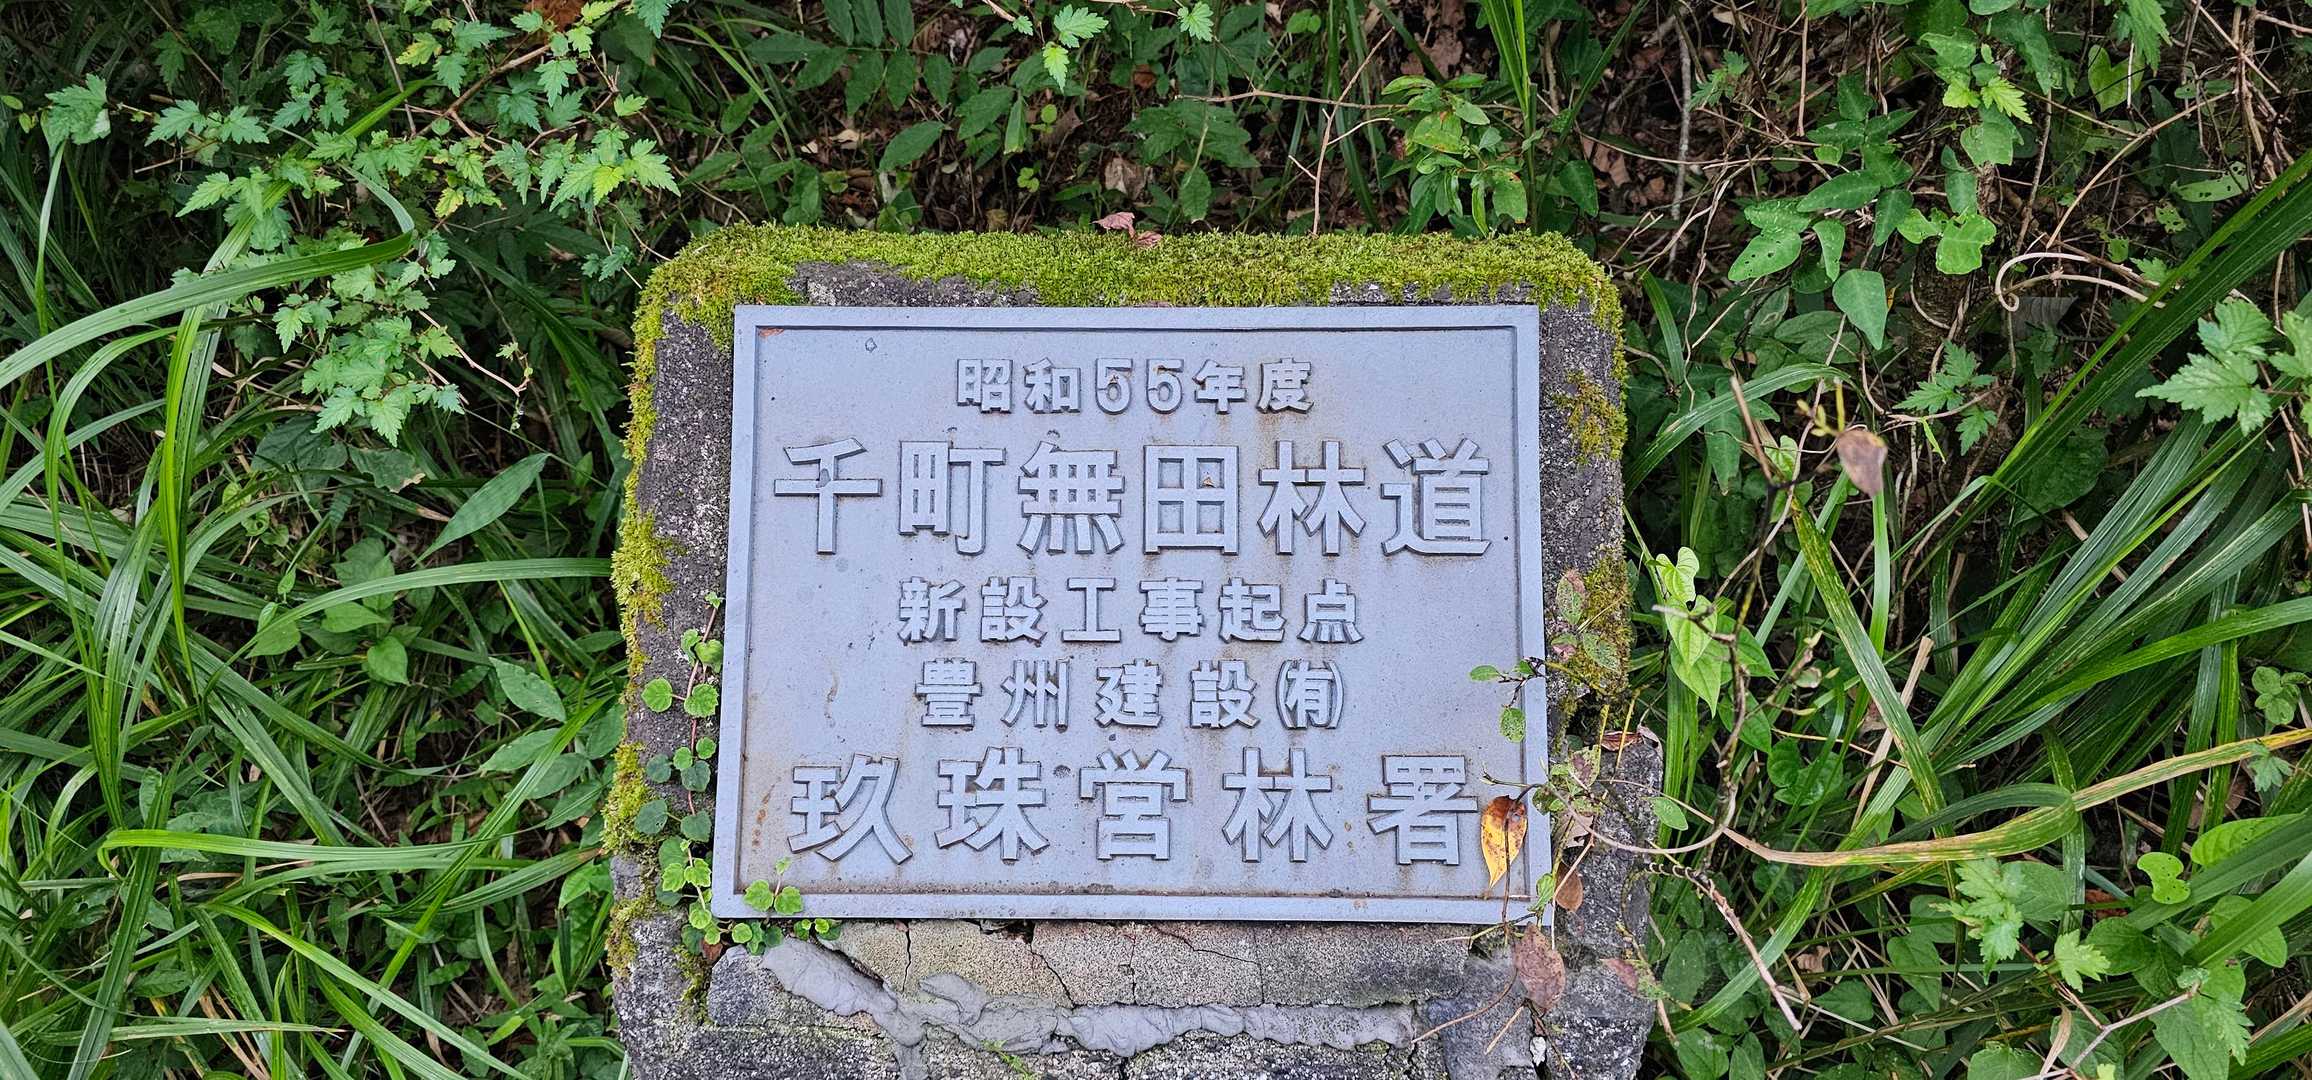 昭和55年度
千町無田林道
新設工事起点
豊州建設㈲
玖珠営林署